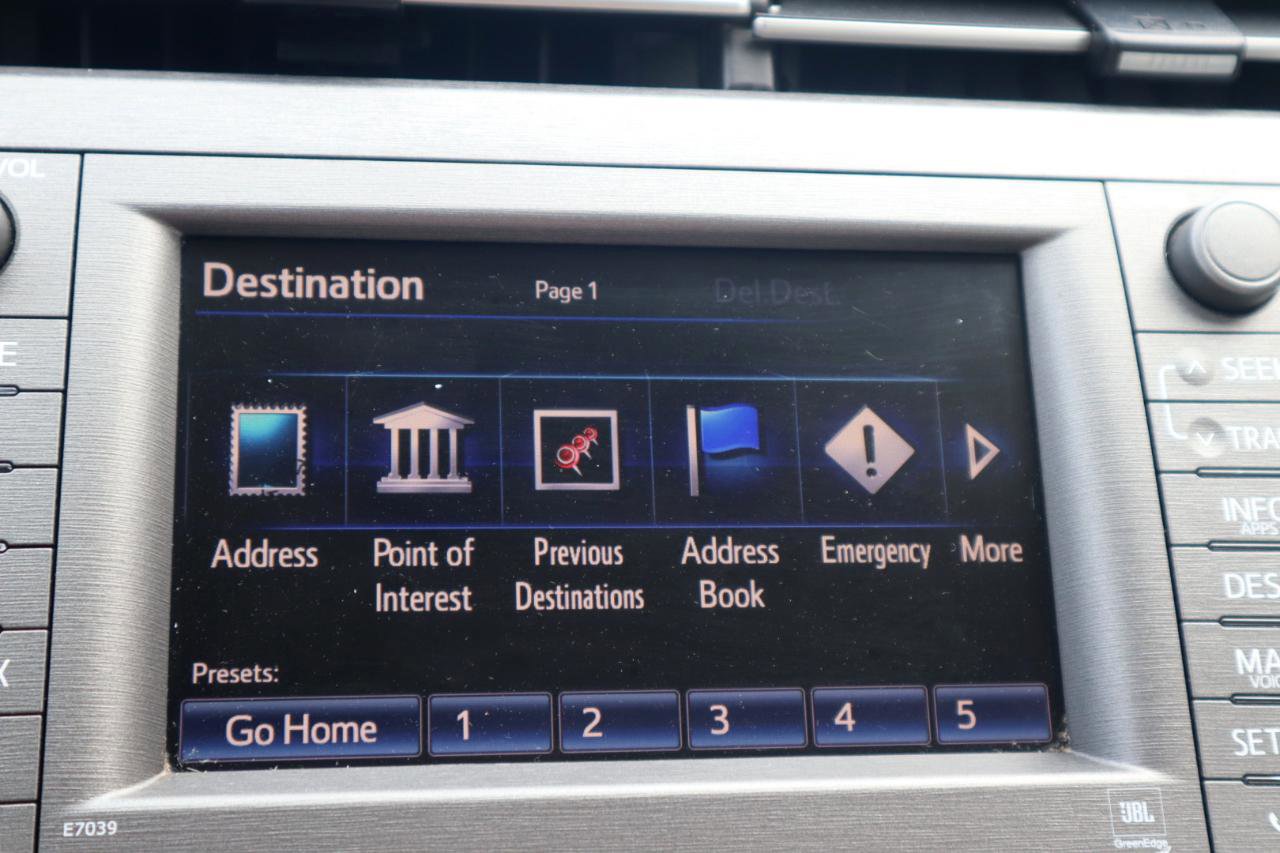 VOL
Destination
Page 1
Del.Dest.
E
SEEK
TRA
Address
Point of
Interest
Previous
Destinations
Address
Book
Emergency
More
INFO
APPS
DES
X
MA
VOIC
Presets:
Go Home
1
2
3
4
5
SET
E7039
JBL
GreenEdge